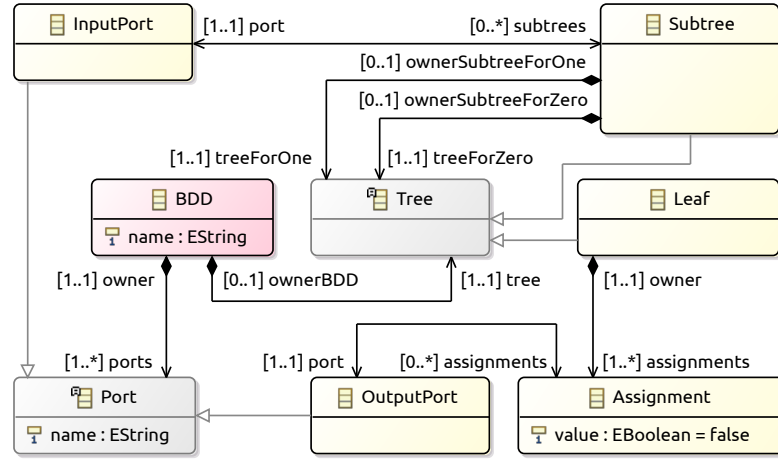 InputPort
[1..1] port
[0..*] subtrees
Subtree
[0..1] ownerSubtreeForOne
[0..1] ownerSubtreeForZero
[1..1] treeForOne
[1..1] treeForZero
BDD
name : EString
Tree
Leaf
[1..1] owner
[0..1] ownerBDD
[1..1] tree
[1..1] owner
[1..*] ports
[1..1] port
[0..*] assignments
[1..*] assignments
Port
name : EString
OutputPort
Assignment
value : EBoolean = false